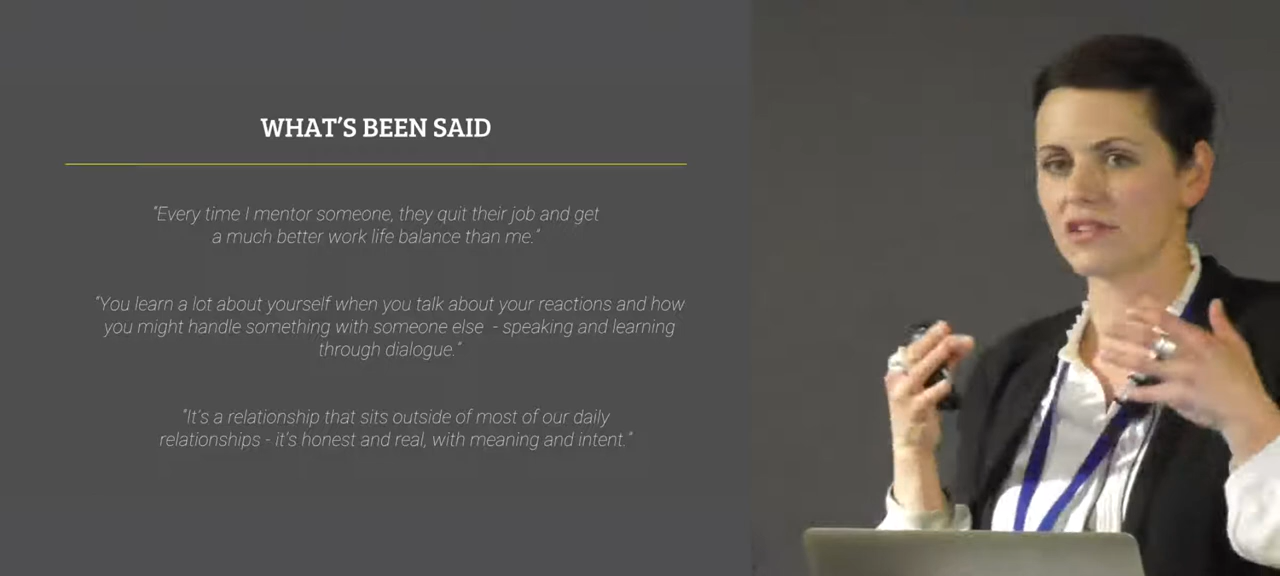 WHAT'S BEEN SAID
"Every time I mentor someone, they quit their job and get
a much better work life balance than me."
"You learn a lot about yourself when you talk about your reactions and how
you might handle something with someone else - speaking and learning
through dialogue."
"It's a relationship that sits outside of most of our daily
relationships - it's honest and real, with meaning and intent."